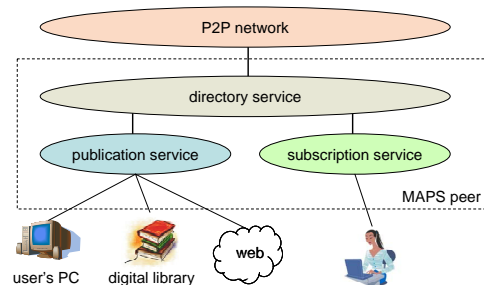 P2P network
directory service
publication service
subscription service
MAPS peer
web
user's PC
digital library